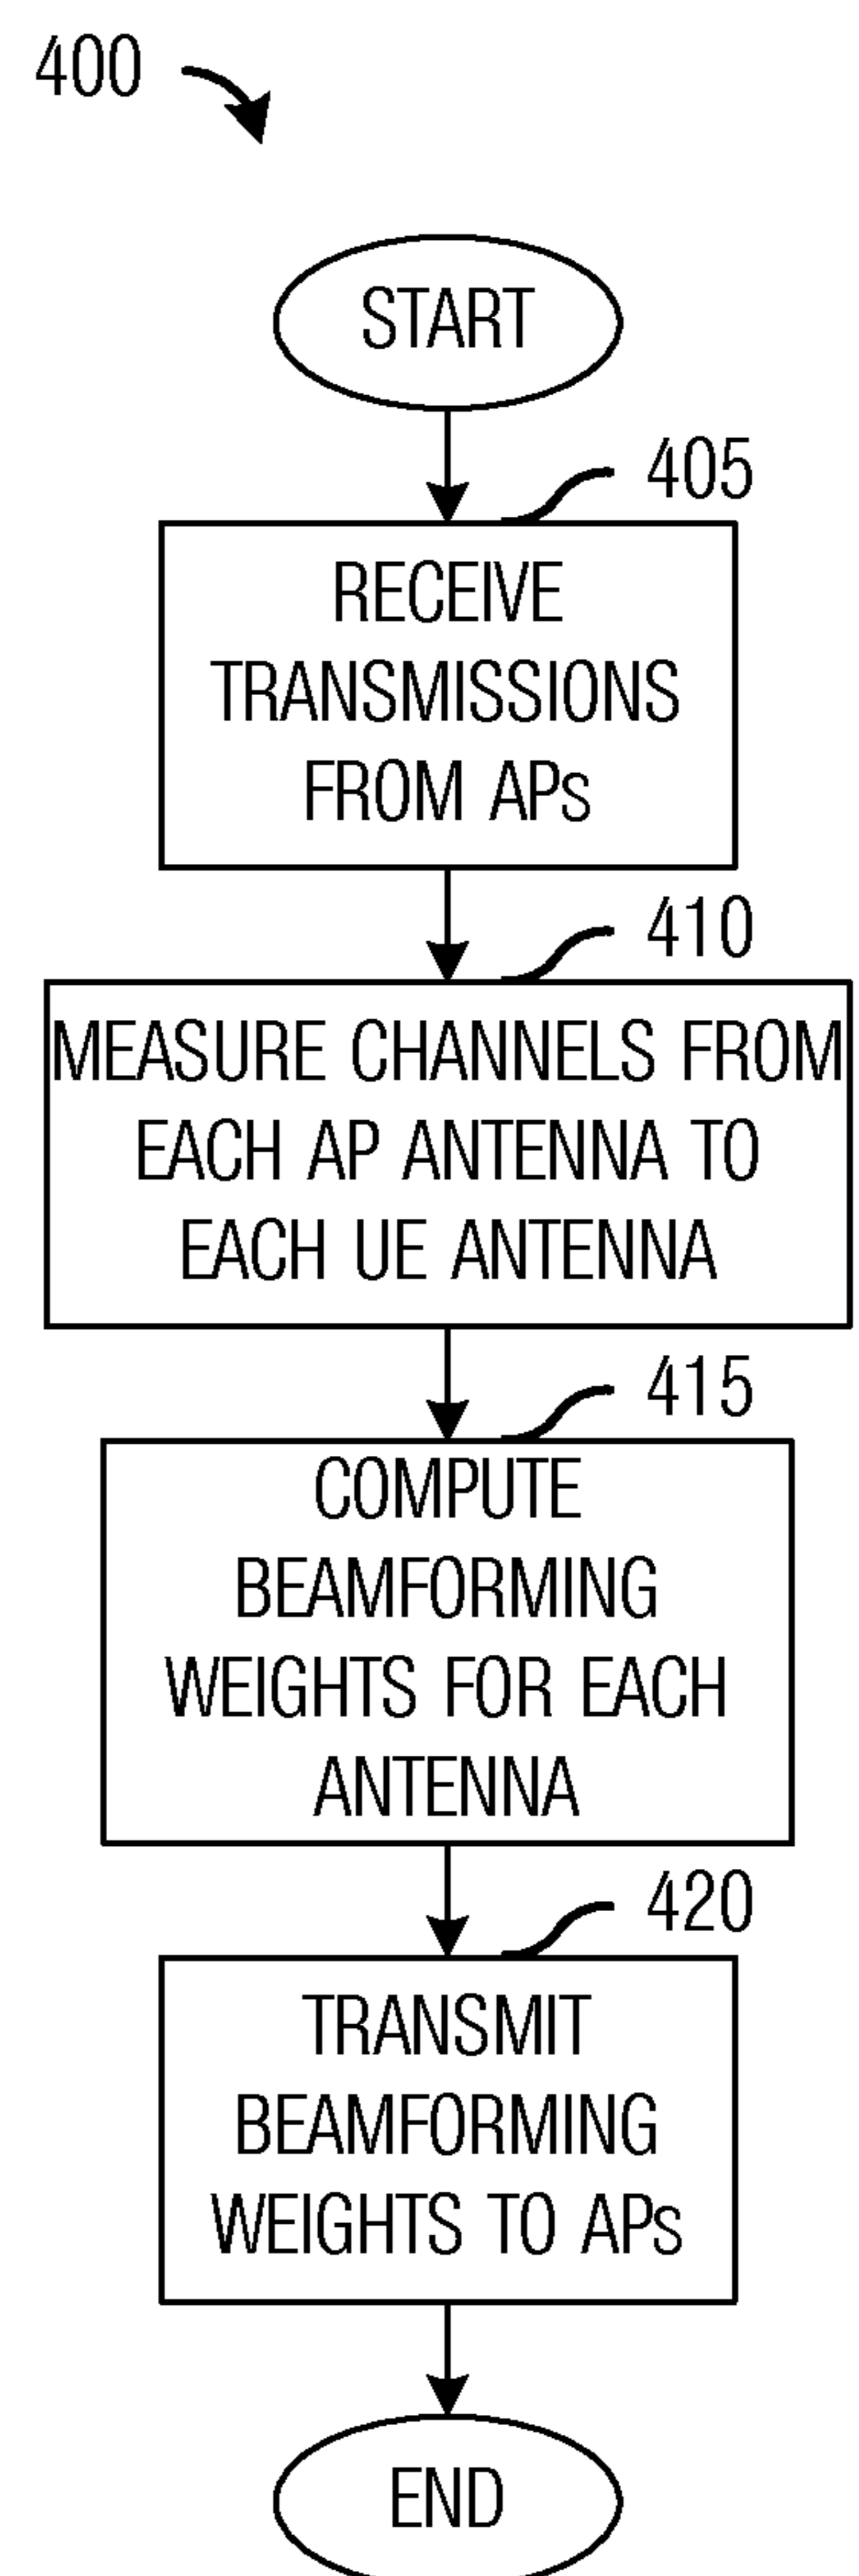 400
START
405
RECEIVE
TRANSMISSIONS
FROM APs
410
MEASURE CHANNELS FROM
EACH AP ANTENNA TO
EACH UE ANTENNA
415
COMPUTE
BEAMFORMING
WEIGHTS FOR EACH
ANTENNA
420
TRANSMIT
BEAMFORMING
WEIGHTS TO APs
END